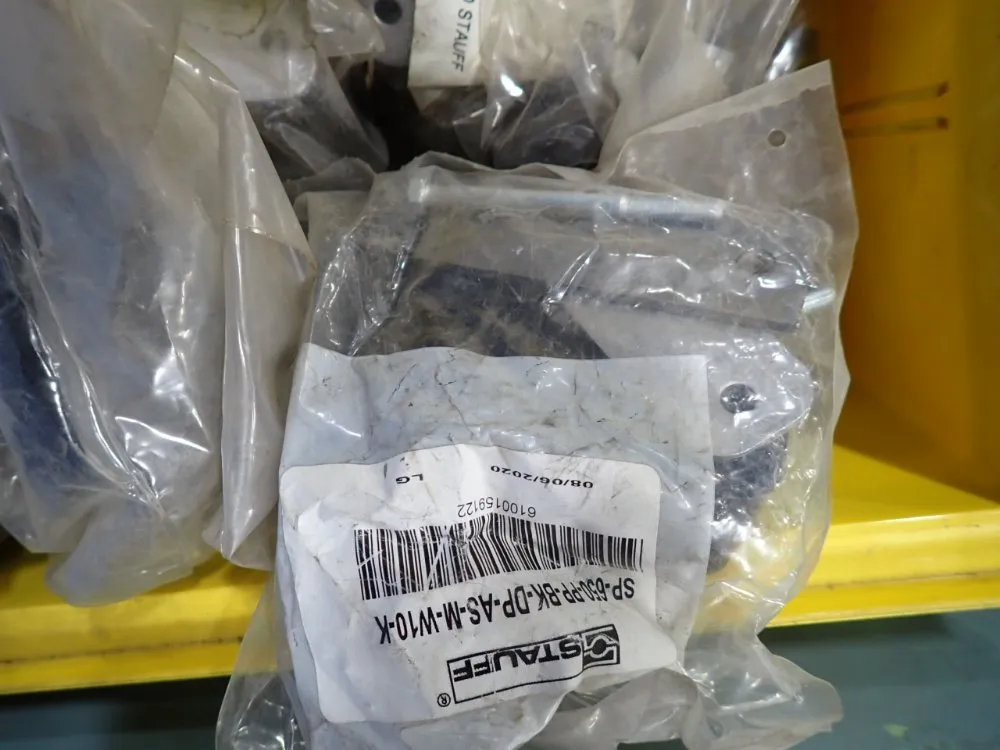 STAUFF
STAUFF®
SP-650-PP-BK-DP-AS-M-W10-K
6100159122
08/06/2020
LG